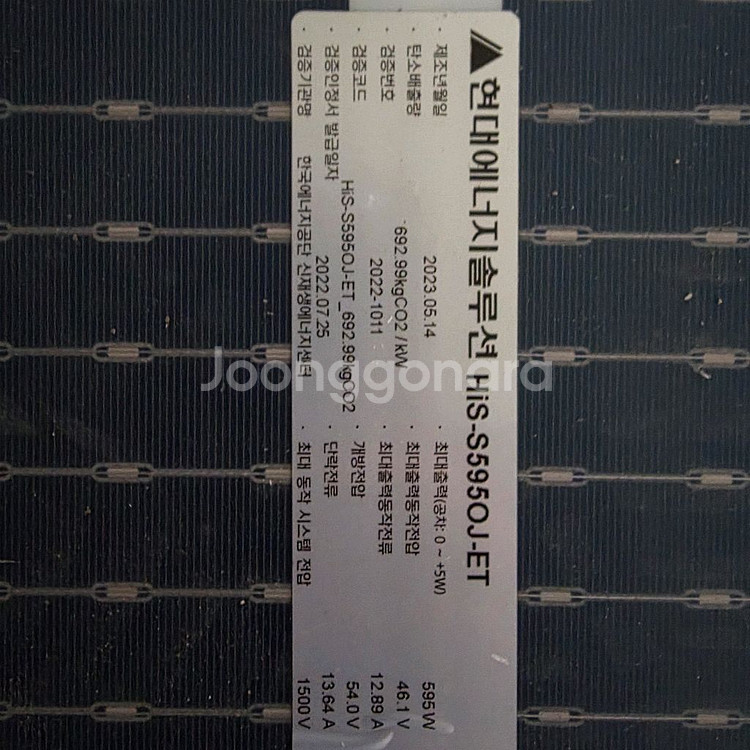 현대에너지솔루션 HiS-S595OJ-ET
· 제조년월일 2023.05.14 · 최대출력(공차: 0 ~ +5W) 595W
· 탄소배출량 692.99kgCO2 /kW · 최대출력동작전압 46.1 V
· 검증번호 2022-1011 · 최대출력동작전류 12.89 A
· 검증코드 HiS-S595OJ-ET_692.99kgCO2 · 개방전압 54.0 V
· 검증인정서 발급일자 2022.07.25 · 단락전류 13.64 A
· 검증기관명 한국에너지공단 신재생에너지센터 · 최대 동작 시스템 전압 1500 V
Joonggonara